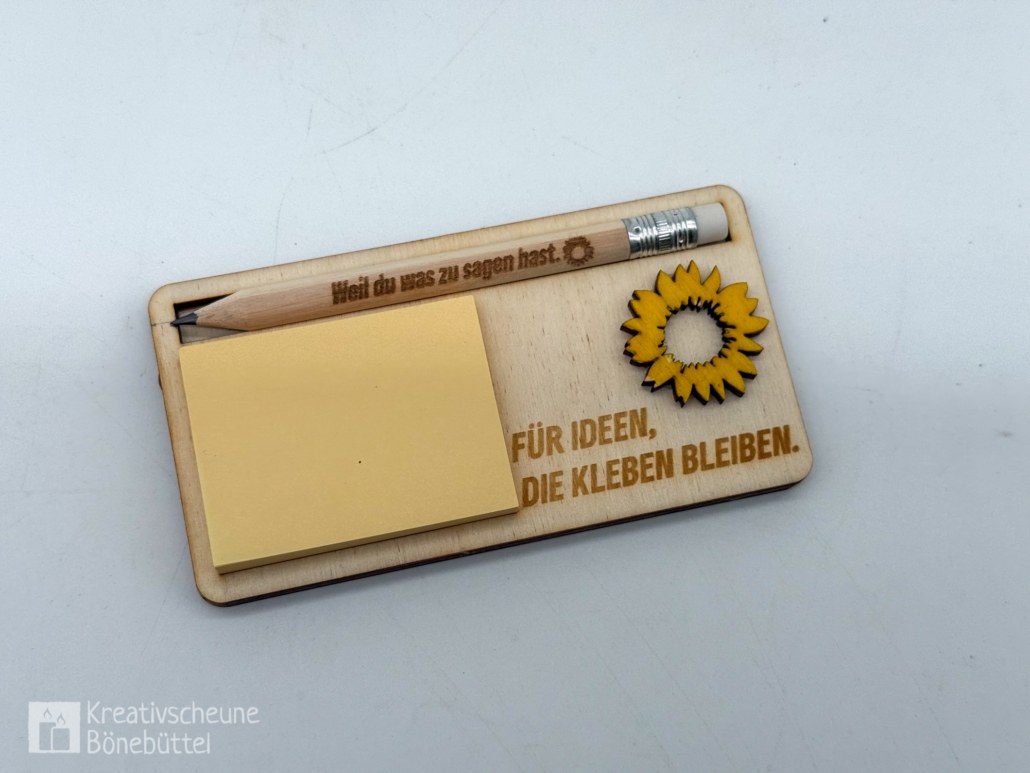 Weil du was zu sagen hast.
FÜR IDEEN,
DIE KLEBEN BLEIBEN.
Kreativscheune
Bönebüttel